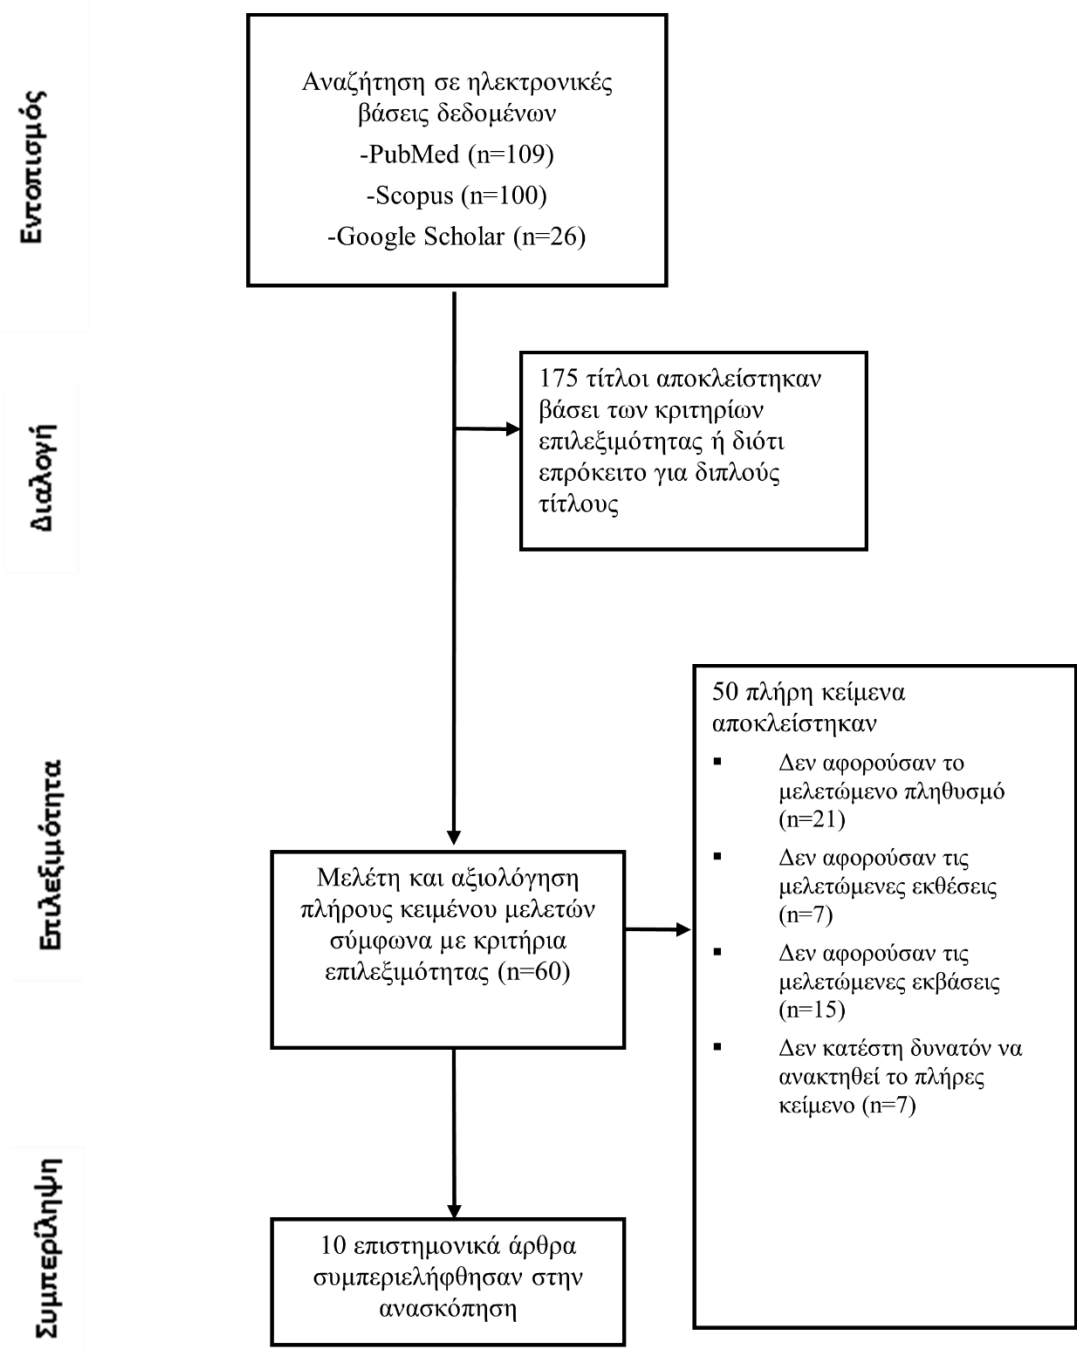 Εντοπισμός
Αναζήτηση σε ηλεκτρονικές
βάσεις δεδομένων
-PubMed (n=109)
-Scopus (n=100)
-Google Scholar (n=26)
Διαλογή
175 τίτλοι αποκλείστηκαν
βάσει των κριτηρίων
επιλεξιμότητας ή διότι
επρόκειτο για διπλούς
τίτλους
Επιλεξιμότητα
Μελέτη και αξιολόγηση
πλήρους κειμένου μελετών
σύμφωνα με κριτήρια
επιλεξιμότητας (n=60)
50 πλήρη κείμενα
αποκλείστηκαν
▪ Δεν αφορούσαν το
μελετώμενο πληθυσμό
(n=21)
▪ Δεν αφορούσαν τις
μελετώμενες εκθέσεις
(n=7)
▪ Δεν αφορούσαν τις
μελετώμενες εκβάσεις
(n=15)
▪ Δεν κατέστη δυνατόν να
ανακτηθεί το πλήρες
κείμενο (n=7)
Συμπερίληψη
10 επιστημονικά άρθρα
συμπεριελήφθησαν στην
ανασκόπηση